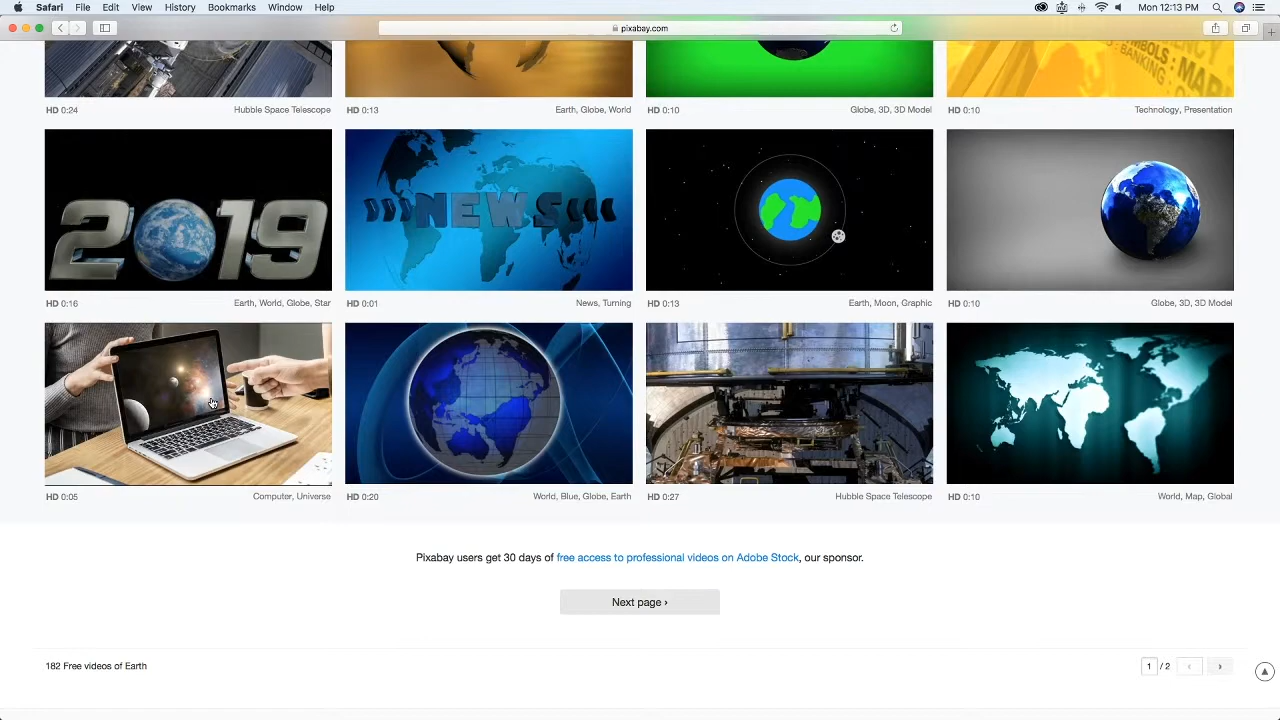 Safari File Edit View History Bookmarks Window Help Mon 12:13 PM
pixabay.com
SYMBOLS : MAP
BANKING
HD 0:24 Hubble Space Telescope
HD 0:13 Earth, Globe, World
HD 0:10 Globe, 3D, 3D Model
HD 0:10 Technology, Presentation
2019
NEWS
HD 0:16 Earth, World, Globe, Star
HD 0:01 News, Turning
HD 0:13 Earth, Moon, Graphic
HD 0:10 Globe, 3D, 3D Model
HD 0:05 Computer, Universe
HD 0:20 World, Blue, Globe, Earth
HD 0:27 Hubble Space Telescope
HD 0:10 World, Map, Global
Pixabay users get 30 days of free access to professional videos on Adobe Stock, our sponsor.
Next page ›
182 Free videos of Earth
1 / 2 ‹ ›